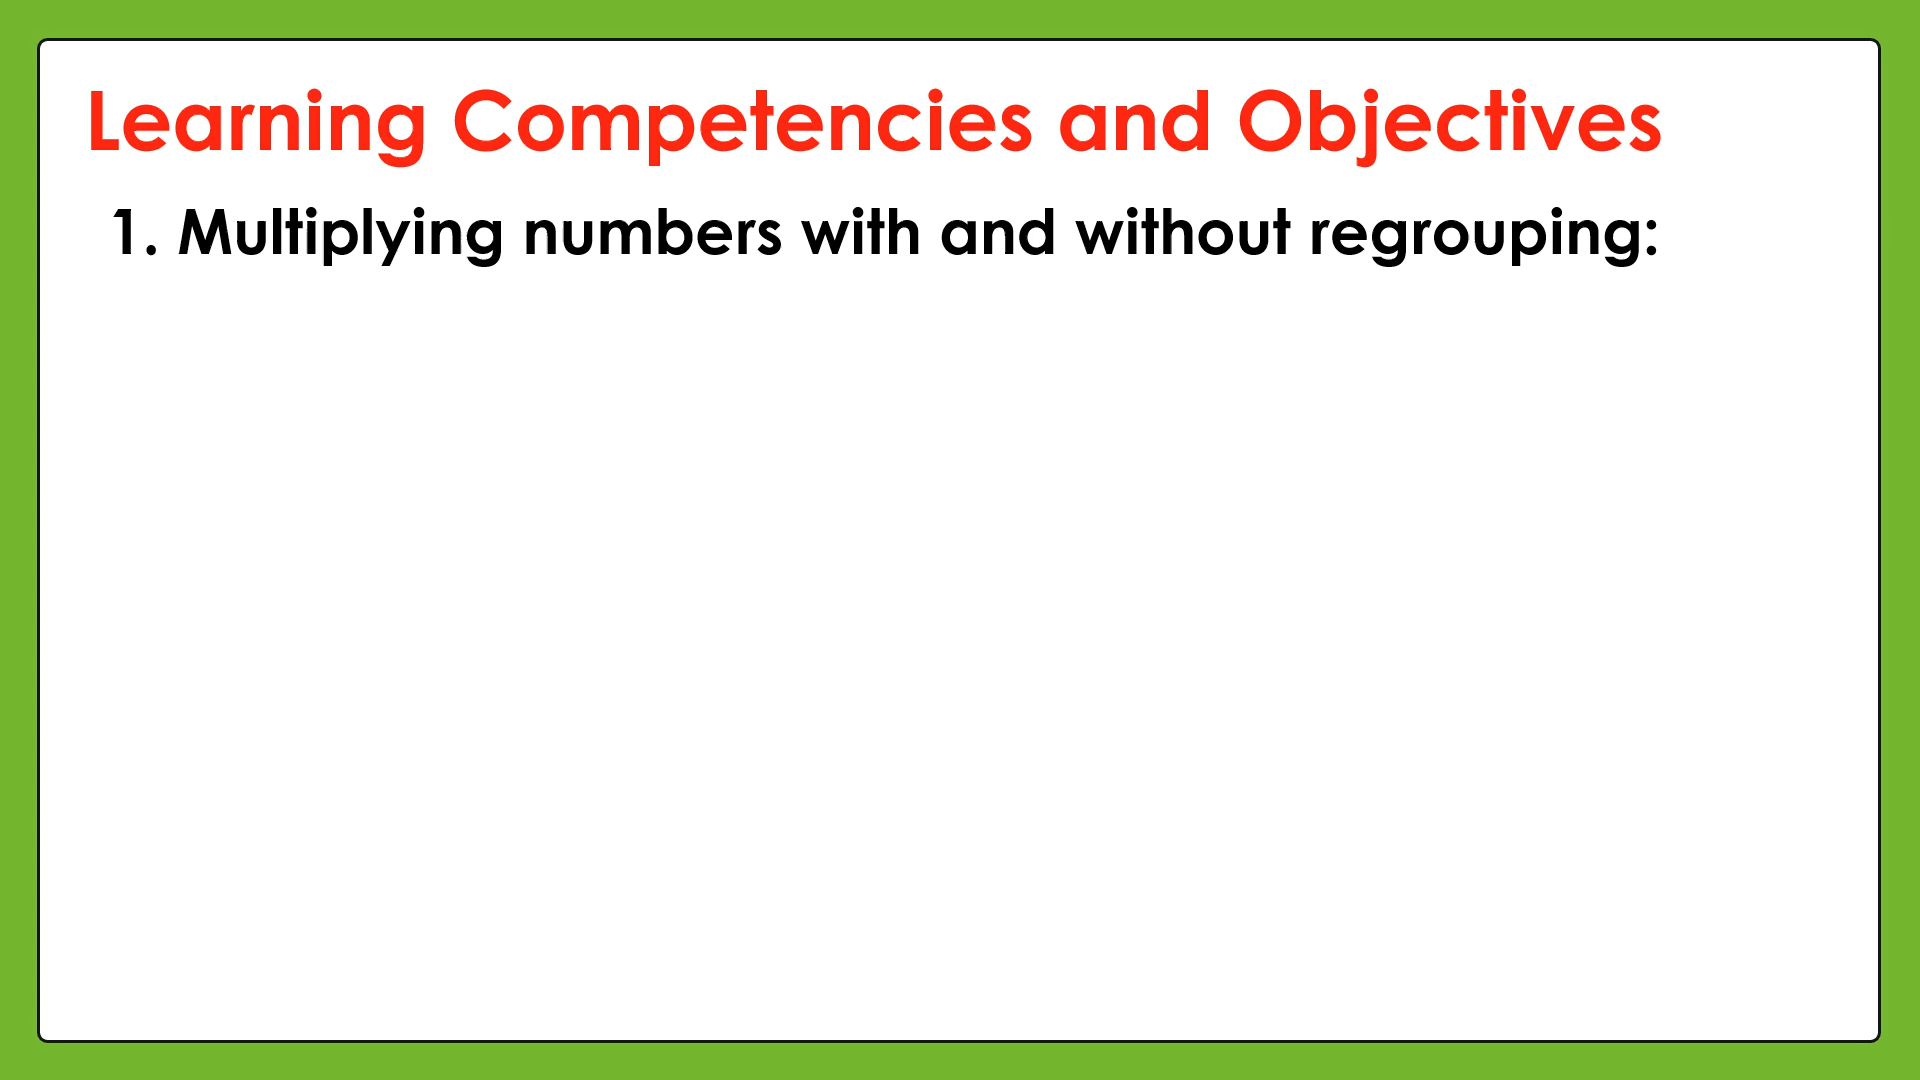 Learning Competencies and Objectives
1. Multiplying numbers with and without regrouping: